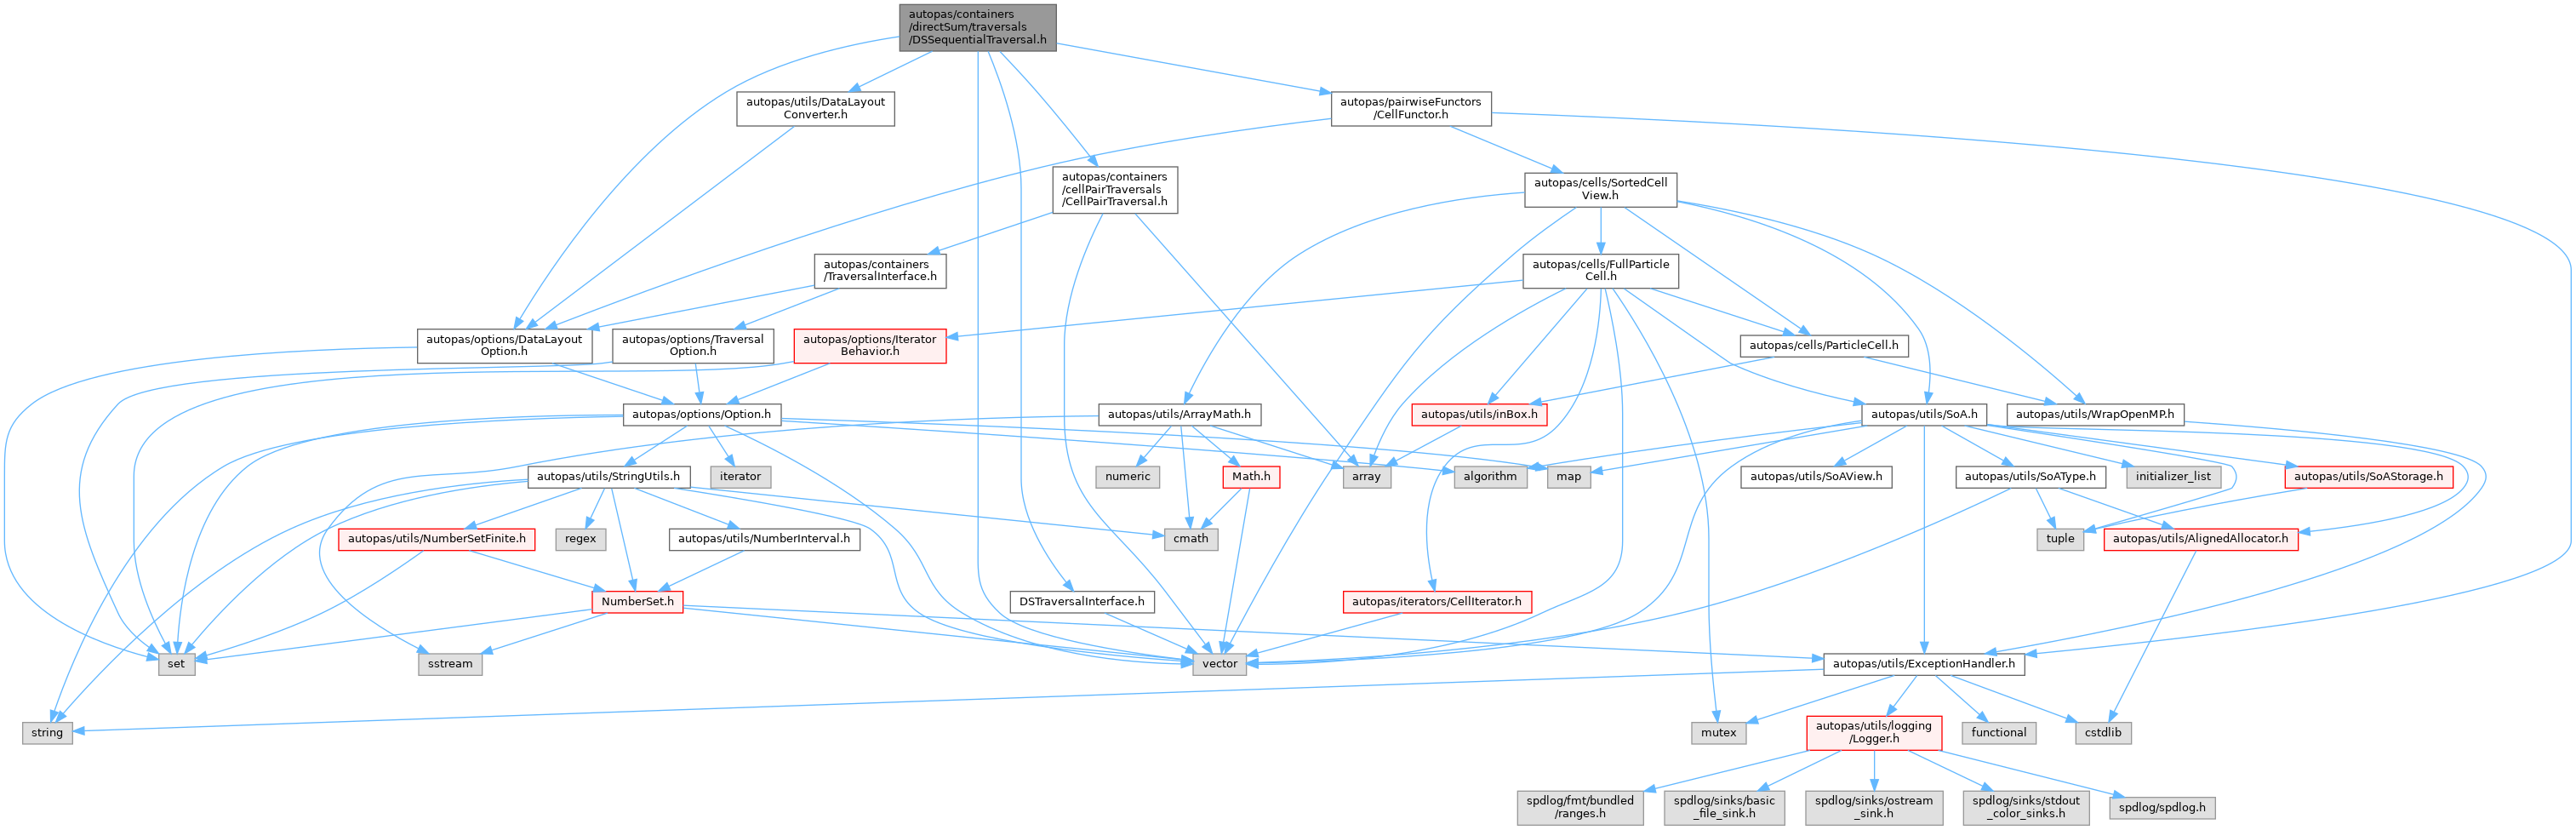 autopas/containers
/directSum/traversals
/DSSequentialTraversal.h
autopas/utils/DataLayout
Converter.h
autopas/pairwiseFunctors
/CellFunctor.h
autopas/containers
/cellPairTraversals
/CellPairTraversal.h
autopas/cells/SortedCell
View.h
autopas/containers
/TraversalInterface.h
autopas/cells/FullParticle
Cell.h
autopas/options/DataLayout
Option.h
autopas/options/Traversal
Option.h
autopas/options/Iterator
Behavior.h
autopas/cells/ParticleCell.h
autopas/options/Option.h
autopas/utils/ArrayMath.h
autopas/utils/inBox.h
autopas/utils/SoA.h
autopas/utils/WrapOpenMP.h
autopas/utils/StringUtils.h
iterator
numeric
Math.h
array
algorithm
map
autopas/utils/SoAView.h
autopas/utils/SoAType.h
initializer_list
autopas/utils/SoAStorage.h
autopas/utils/NumberSetFinite.h
regex
autopas/utils/NumberInterval.h
cmath
tuple
autopas/utils/AlignedAllocator.h
NumberSet.h
DSTraversalInterface.h
autopas/iterators/CellIterator.h
set
sstream
vector
autopas/utils/ExceptionHandler.h
string
mutex
autopas/utils/logging
/Logger.h
functional
cstdlib
spdlog/fmt/bundled
/ranges.h
spdlog/sinks/basic
_file_sink.h
spdlog/sinks/ostream
_sink.h
spdlog/sinks/stdout
_color_sinks.h
spdlog/spdlog.h